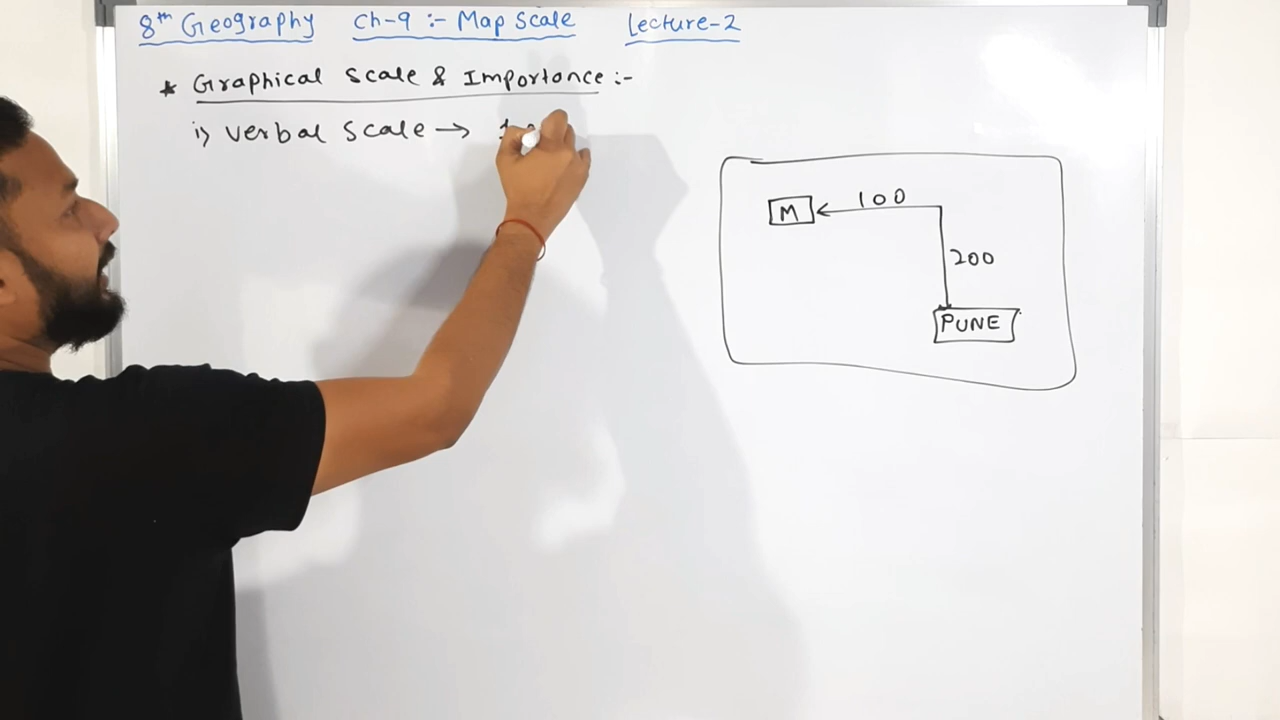 8th Geography Ch-9 :- Map Scale Lecture-2
* Graphical Scale & Importance :-
i) Verbal Scale →
M 100
200
PUNE